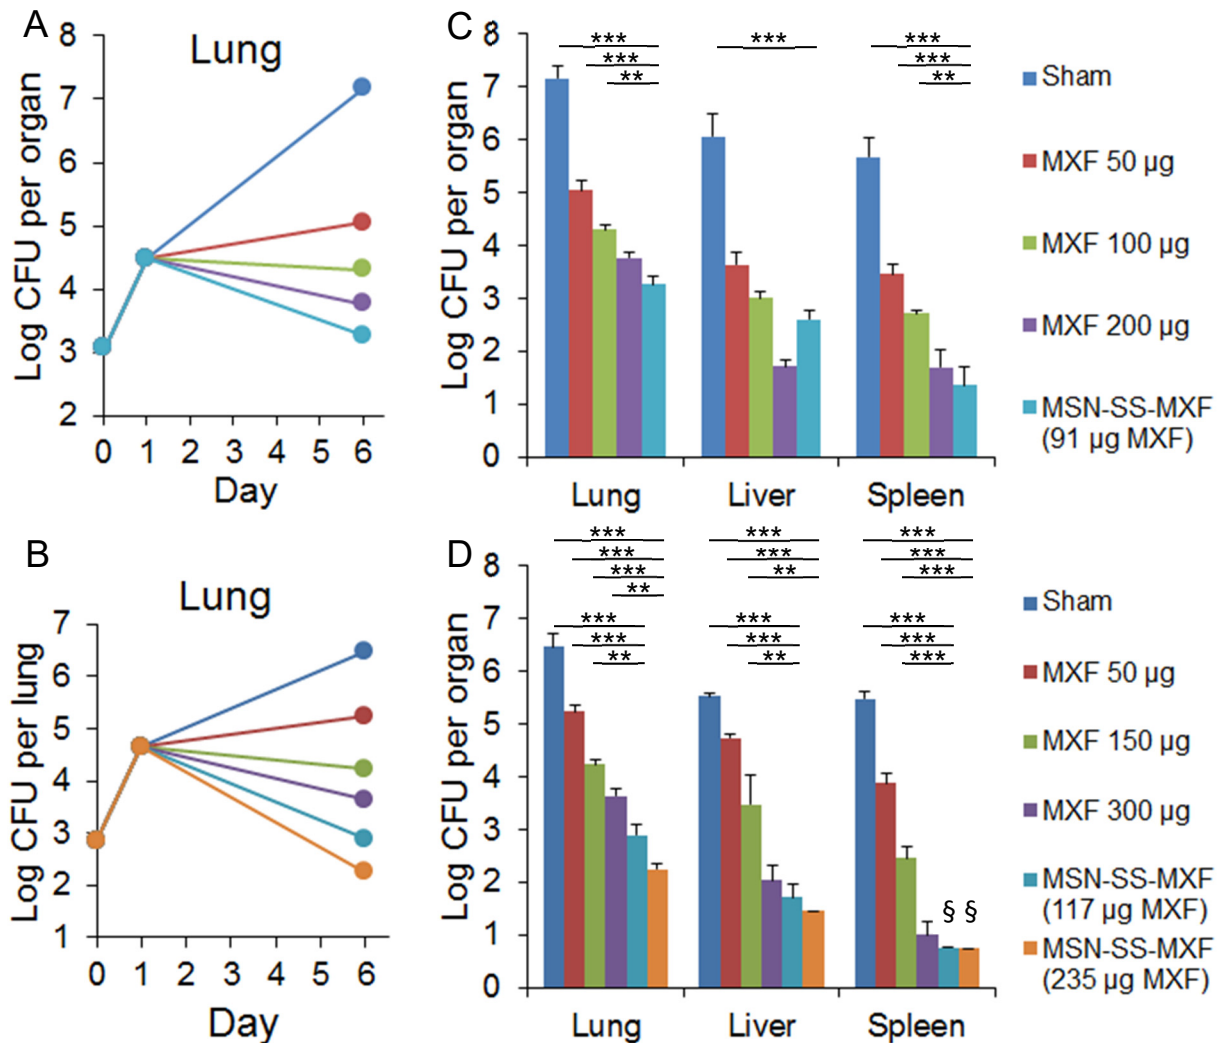 A
Lung
Log CFU per organ
8
7
6
5
4
3
2
0 1 2 3 4 5 6
Day
C
Log CFU per organ
8
7
6
5
4
3
2
1
0
*** *** ***
*** ***
** **
Lung Liver Spleen
Sham
MXF 50 µg
MXF 100 µg
MXF 200 µg
MSN-SS-MXF
(91 µg MXF)
B
Lung
Log CFU per lung
7
6
5
4
3
2
1
0 1 2 3 4 5 6
Day
D
Log CFU per organ
8
7
6
5
4
3
2
1
0
*** *** ***
*** *** ***
*** ** ***
**
*** *** ***
*** *** ***
** ** ***
§ §
Lung Liver Spleen
Sham
MXF 50 µg
MXF 150 µg
MXF 300 µg
MSN-SS-MXF
(117 µg MXF)
MSN-SS-MXF
(235 µg MXF)